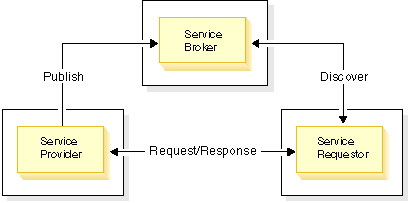 Service
Broker
Publish
Discover
Service
Provider
Request/Response
Service
Requestor